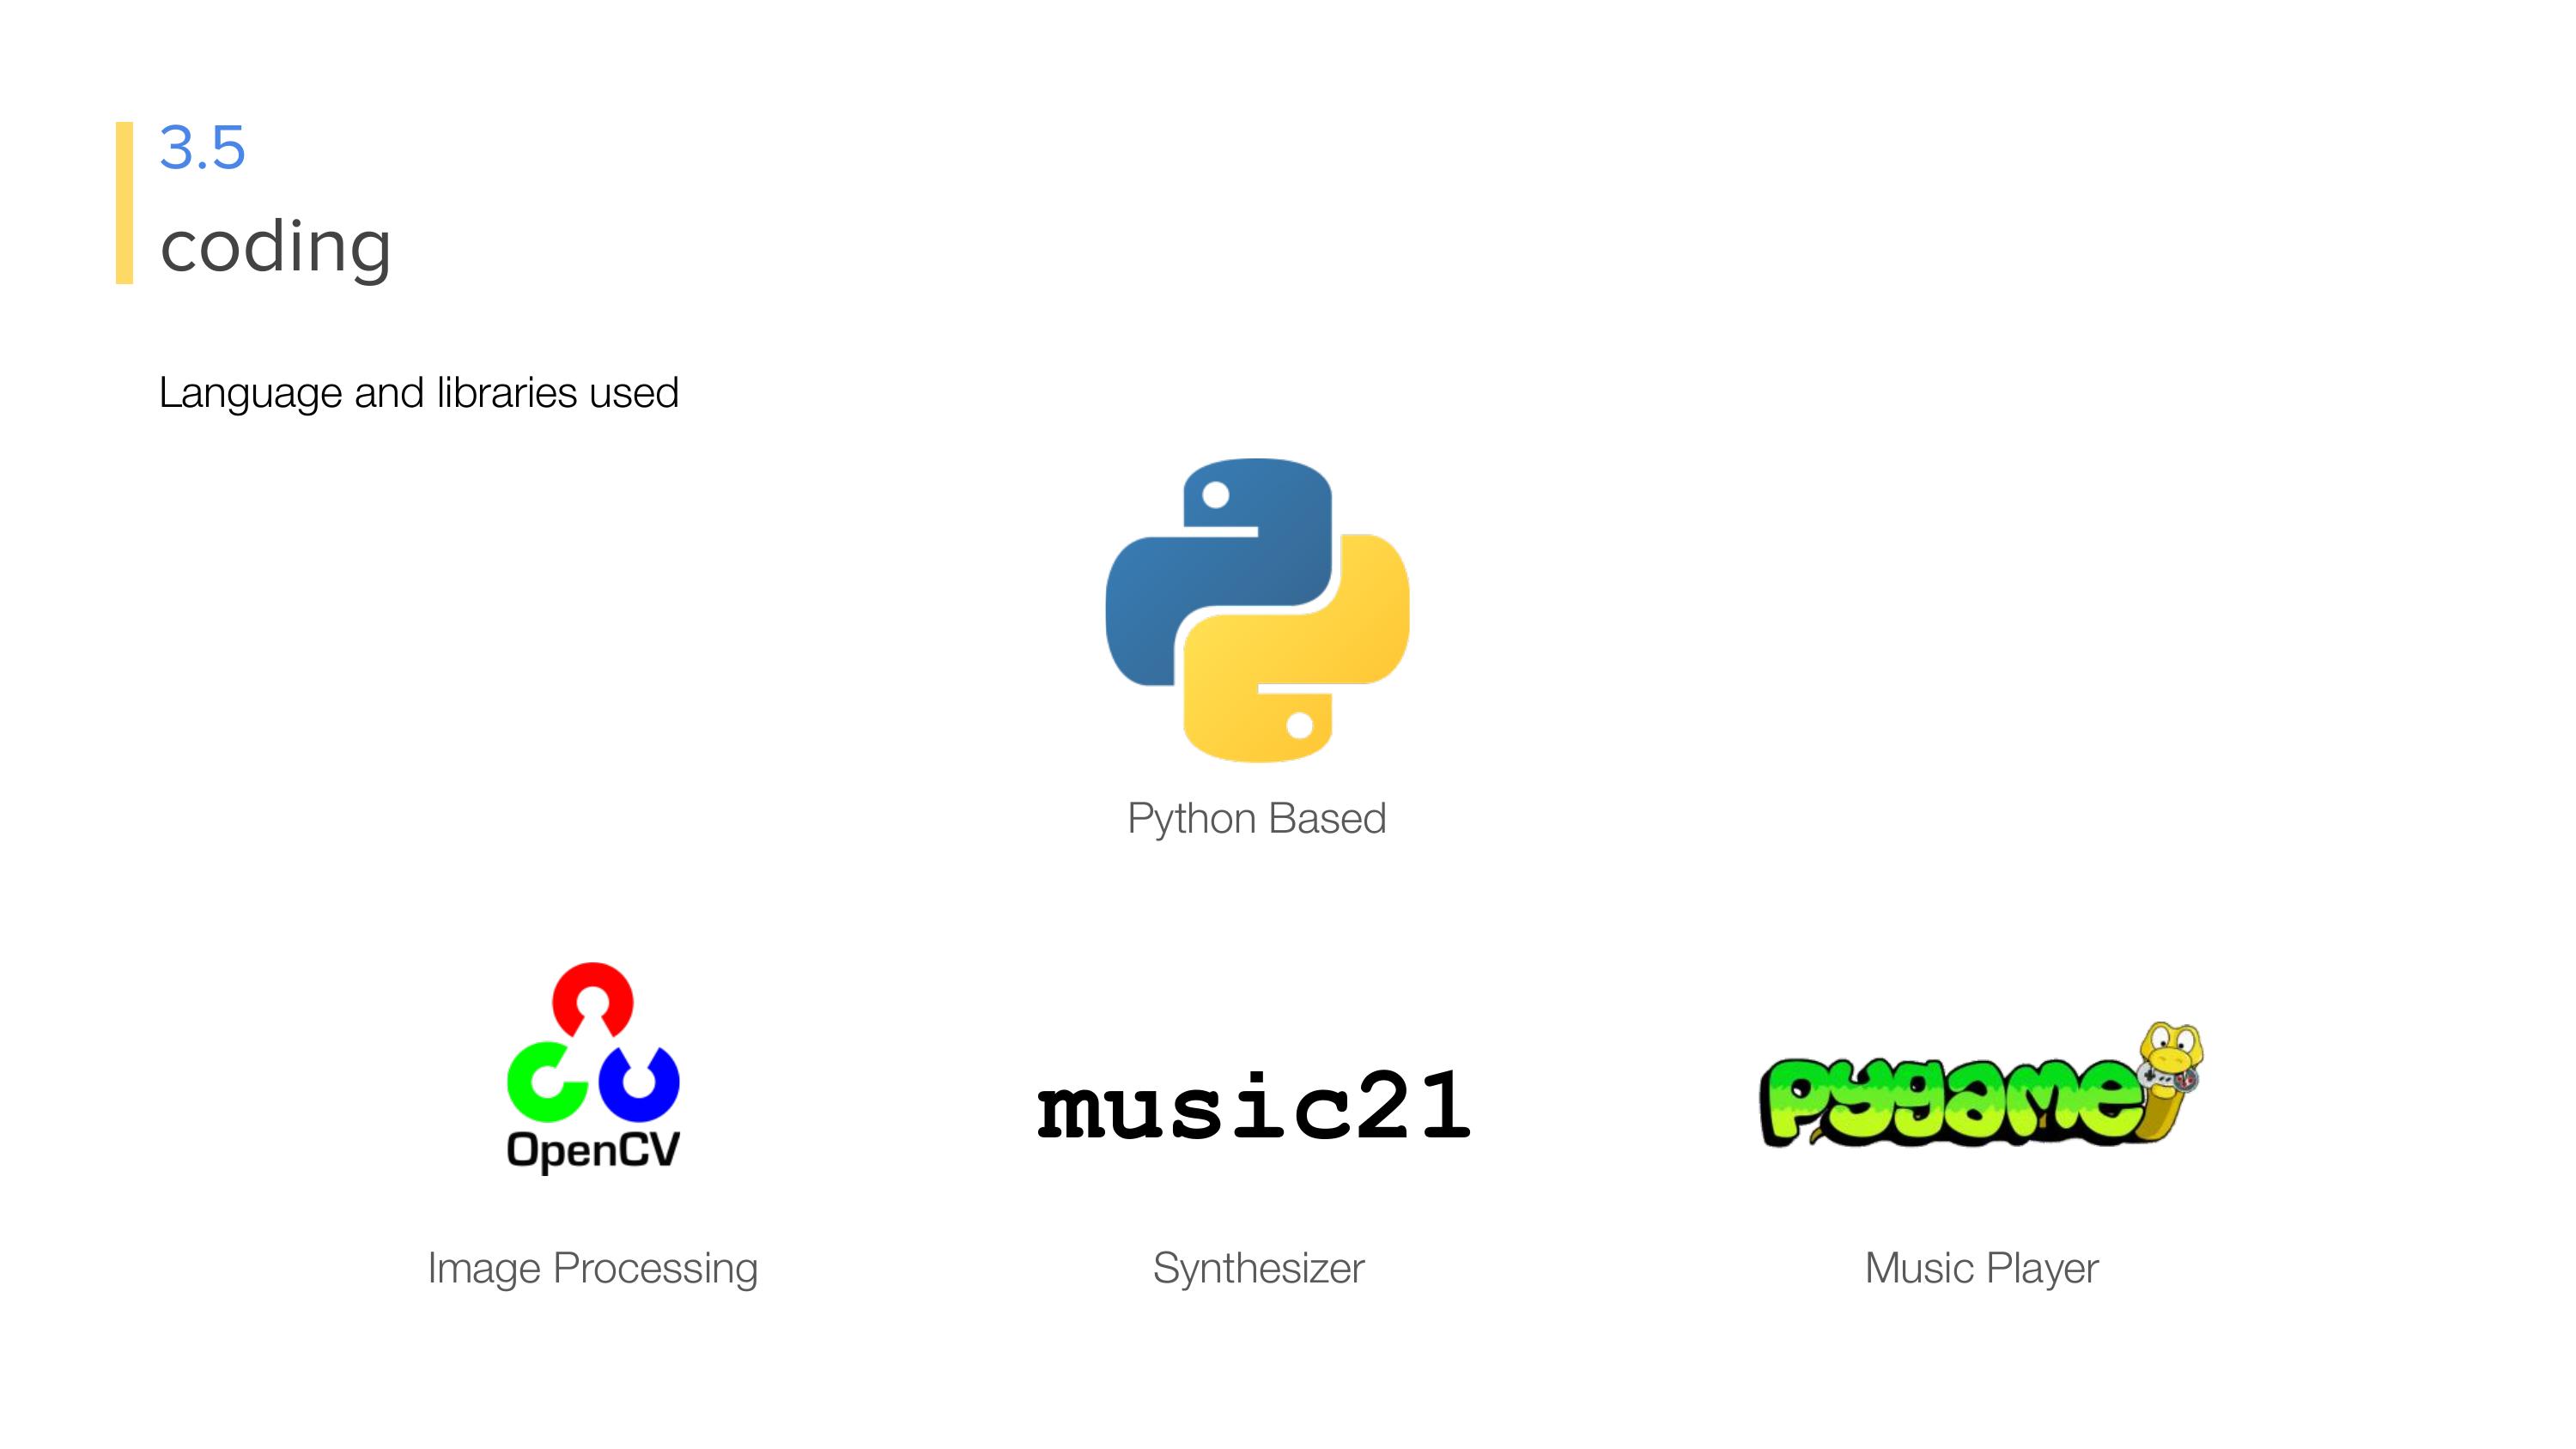 3.5
coding
Language and libraries used
Python Based
OpenCV
music21
pygame
Image Processing
Synthesizer
Music Player